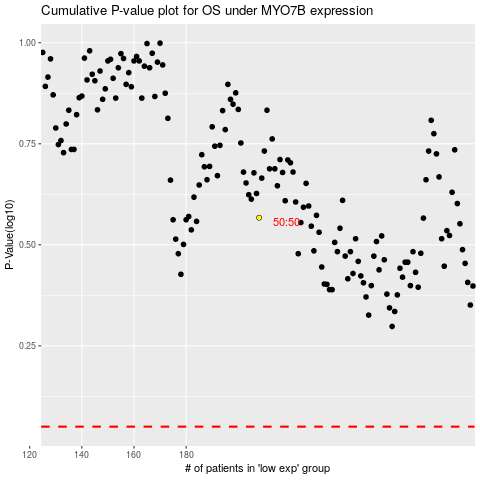 Cumulative P-value plot for OS under MYO7B expression
P-Value(log10)
1.00
0.75
0.50
0.25
50:50
120 140 160 180
# of patients in 'low exp' group